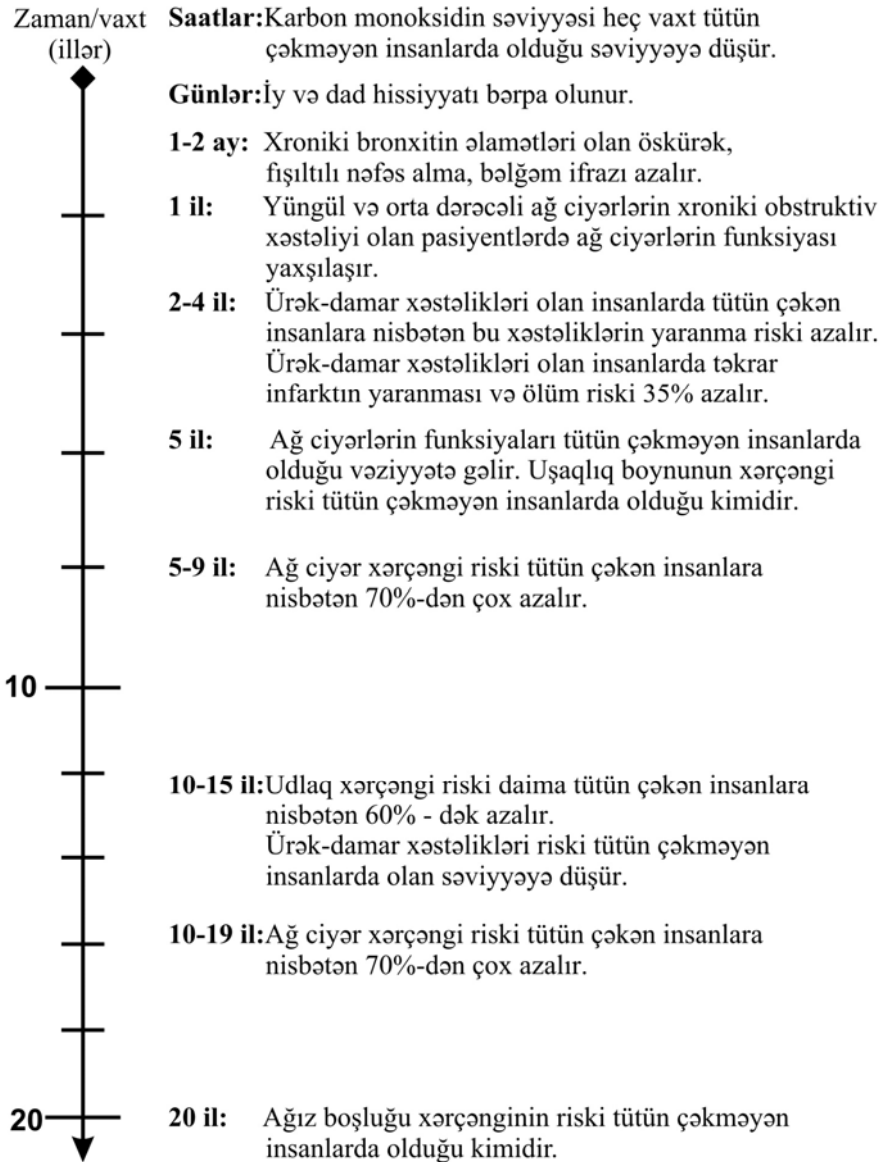 Zaman/vaxt
(illər)
Saatlar:Karbon monoksidin səviyyəsi heç vaxt tütün
çəkməyən insanlarda olduğu səviyyəyə düşür.
Günlər:İy və dad hissiyyatı bərpa olunur.
1-2 ay: Xroniki bronxitin əlamətləri olan öskürək,
fışıltılı nəfəs alma, bəlğəm ifrazı azalır.
1 il: Yüngül və orta dərəcəli ağ ciyərlərin xroniki obstruktiv
xəstəliyi olan pasiyentlərdə ağ ciyərlərin funksiyası
yaxşılaşır.
2-4 il: Ürək-damar xəstəlikləri olan insanlarda tütün çəkən
insanlara nisbətən bu xəstəliklərin yaranma riski azalır.
Ürək-damar xəstəlikləri olan insanlarda təkrar
infarktın yaranması və ölüm riski 35% azalır.
5 il: Ağ ciyərlərin funksiyaları tütün çəkməyən insanlarda
olduğu vəziyyətə gəlir. Uşaqlıq boynunun xərçəngi
riski tütün çəkməyən insanlarda olduğu kimidir.
5-9 il: Ağ ciyər xərçəngi riski tütün çəkən insanlara
nisbətən 70%-dən çox azalır.
10
10-15 il:Udlaq xərçəngi riski daima tütün çəkən insanlara
nisbətən 60% - dək azalır.
Ürək-damar xəstəlikləri riski tütün çəkməyən
insanlarda olan səviyyəyə düşür.
10-19 il:Ağ ciyər xərçəngi riski tütün çəkən insanlara
nisbətən 70%-dən çox azalır.
20
20 il: Ağız boşluğu xərçənginin riski tütün çəkməyən
insanlarda olduğu kimidir.